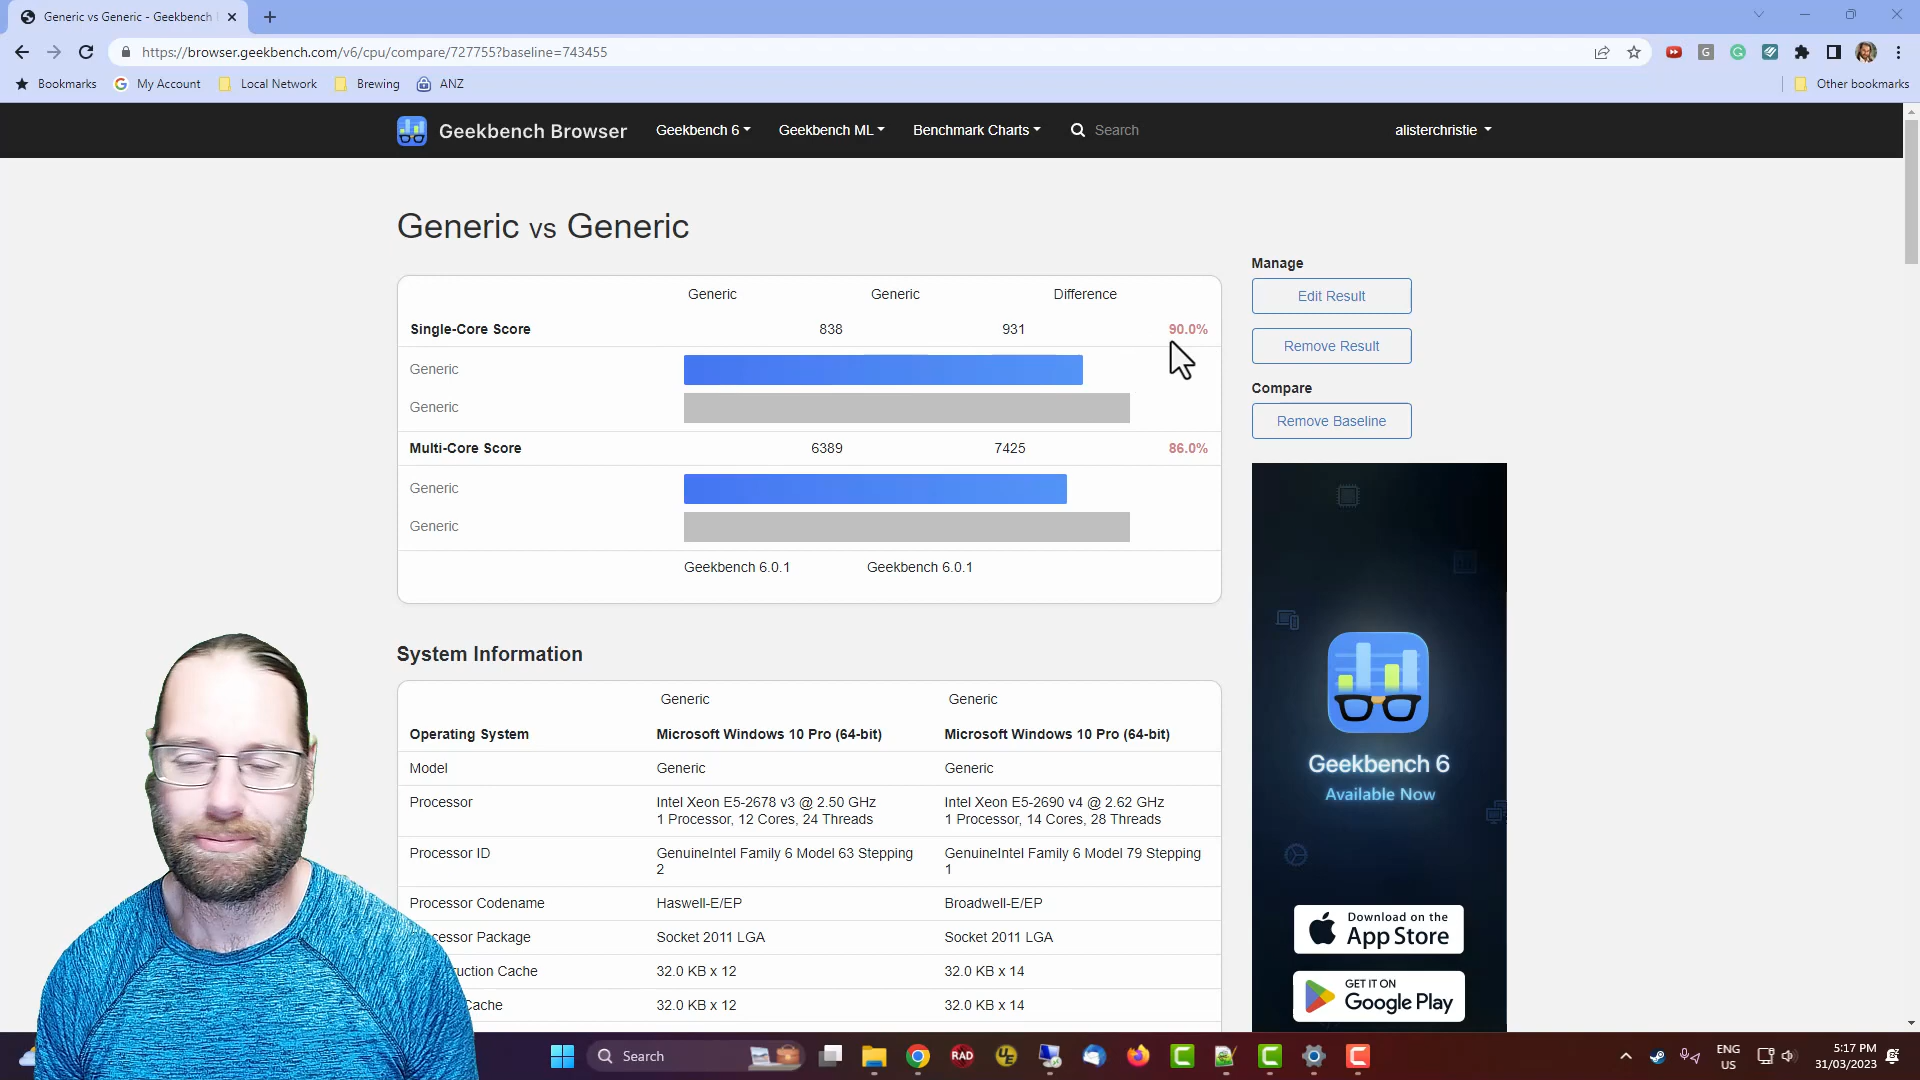 Generic vs Generic - Geekbench
https://browser.geekbench.com/v6/cpu/compare/727755?baseline=743455
Bookmarks
My Account
Local Network
Brewing
ANZ
Other bookmarks
Geekbench Browser
Geekbench 6
Geekbench ML
Benchmark Charts
Search
alisterchristie
Generic vs Generic
Generic Generic Difference
Single-Core Score 838 931 90.0%
Generic
Generic
Multi-Core Score 6389 7425 86.0%
Generic
Generic
Geekbench 6.0.1 Geekbench 6.0.1
Manage
Edit Result
Remove Result
Compare
Remove Baseline
System Information
Generic Generic
Operating System Microsoft Windows 10 Pro (64-bit) Microsoft Windows 10 Pro (64-bit)
Model Generic Generic
Processor Intel Xeon E5-2678 v3 @ 2.50 GHz Intel Xeon E5-2690 v4 @ 2.62 GHz
1 Processor, 12 Cores, 24 Threads 1 Processor, 14 Cores, 28 Threads
Processor ID GenuineIntel Family 6 Model 63 Stepping GenuineIntel Family 6 Model 79 Stepping
2 1
Processor Codename Haswell-E/EP Broadwell-E/EP
cessor Package Socket 2011 LGA Socket 2011 LGA
uction Cache 32.0 KB x 12 32.0 KB x 14
Cache 32.0 KB x 12 32.0 KB x 14
Geekbench 6
Available Now
Download on the
App Store
GET IT ON
Google Play
Search
RAD
UE
ENG
US
5:17 PM
31/03/2023